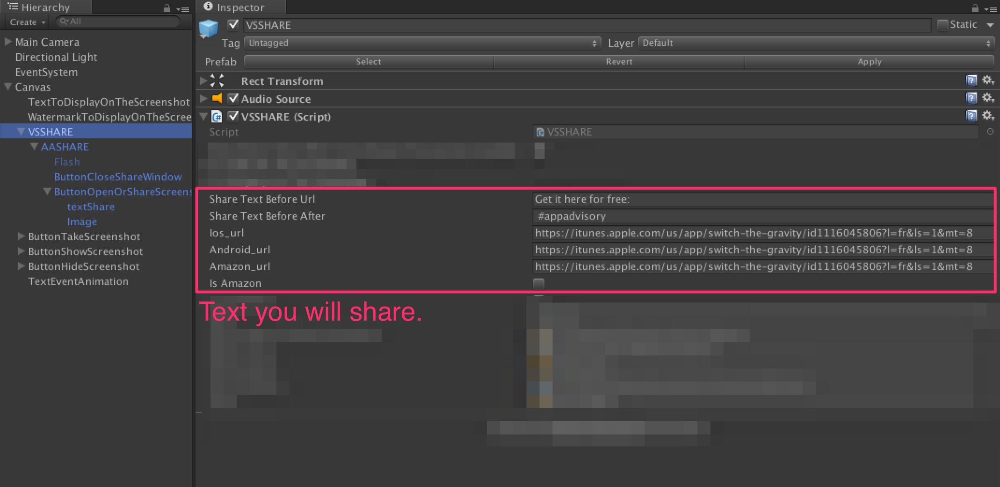 Hierarchy
Create
All
Main Camera
Directional Light
EventSystem
Canvas
TextToDisplayOnTheScreenshot
WatermarkToDisplayOnTheScree
VSSHARE
AASHARE
Flash
ButtonCloseShareWindow
ButtonOpenOrShareScreens
textShare
Image
ButtonTakeScreenshot
ButtonShowScreenshot
ButtonHideScreenshot
TextEventAnimation
Inspector
VSSHARE
Static
Tag Untagged Layer Default
Prefab Select Revert Apply
Rect Transform
Audio Source
VSSHARE (Script)
Script VSSHARE
Share Text Before Url Get it here for free:
Share Text Before After #appadvisory
Ios_url https://itunes.apple.com/us/app/switch-the-gravity/id1116045806?l=fr&ls=1&mt=8
Android_url https://itunes.apple.com/us/app/switch-the-gravity/id1116045806?l=fr&ls=1&mt=8
Amazon_url https://itunes.apple.com/us/app/switch-the-gravity/id1116045806?l=fr&ls=1&mt=8
Is Amazon
Text you will share.